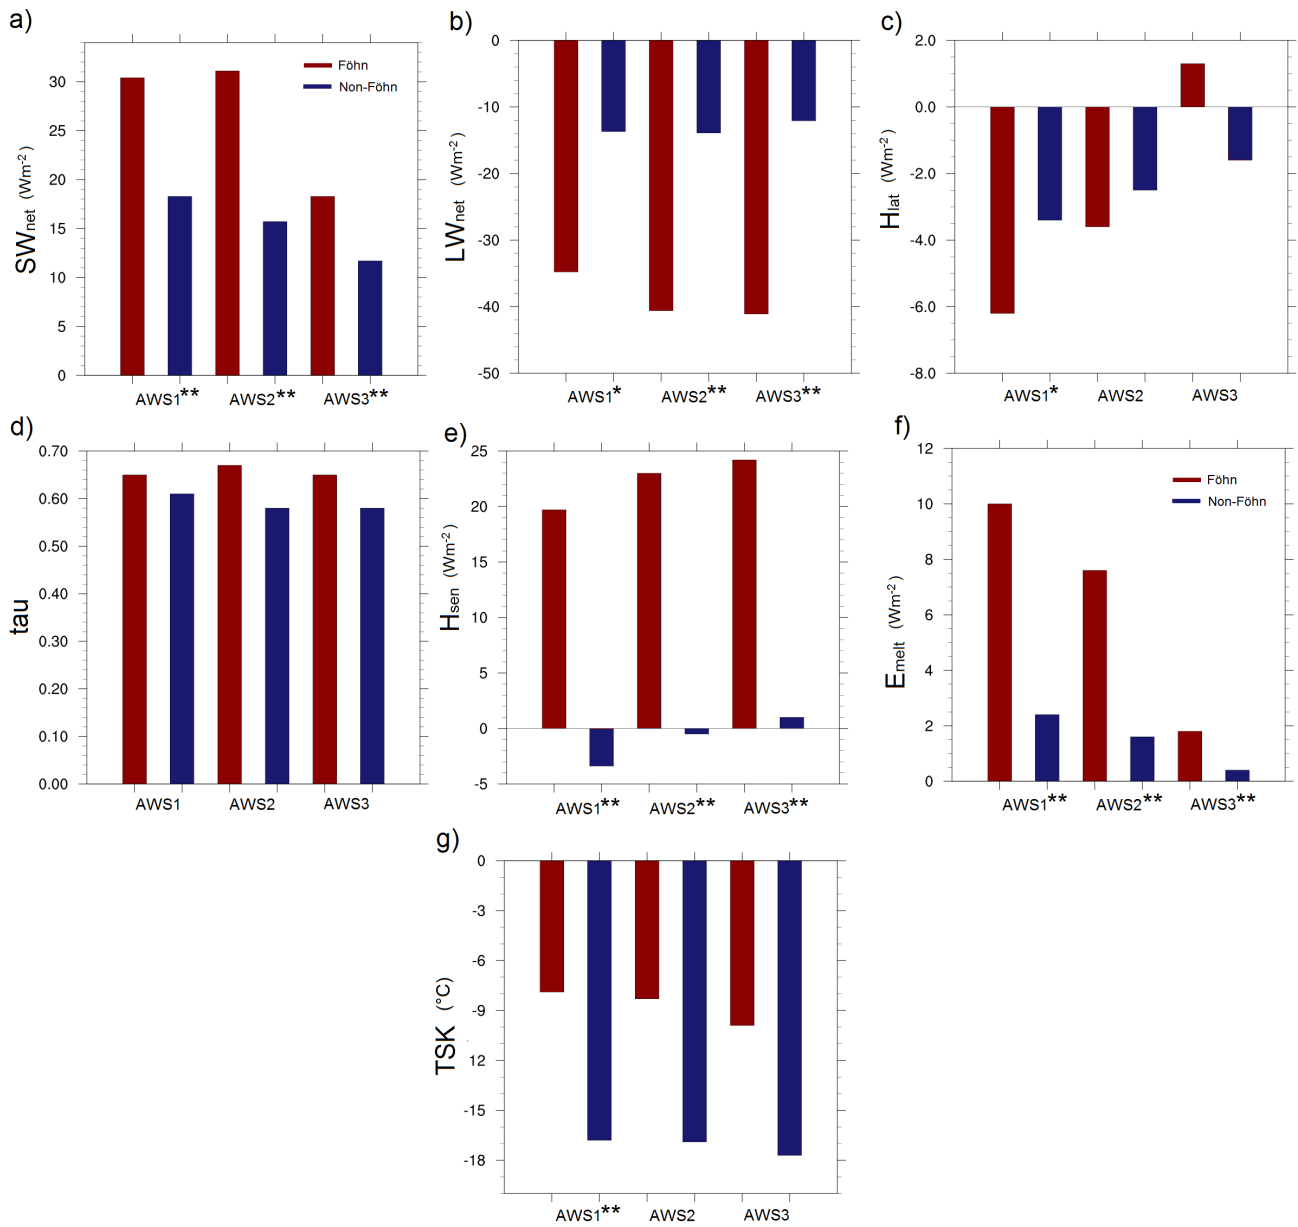 a)
SWnet (Wm-2)
30
25
20
15
10
5
0
Föhn
Non-Föhn
AWS1**
AWS2**
AWS3**
b)
LWnet (Wm-2)
0
-10
-20
-30
-40
-50
AWS1*
AWS2**
AWS3**
c)
Hlat (Wm-2)
2.0
0.0
-2.0
-4.0
-6.0
-8.0
AWS1*
AWS2
AWS3
d)
tau
0.70
0.60
0.50
0.40
0.30
0.20
0.10
0.00
AWS1
AWS2
AWS3
e)
Hsen (Wm-2)
25
20
15
10
5
0
-5
AWS1**
AWS2**
AWS3**
f)
Emelt (Wm-2)
12
10
8
6
4
2
0
Föhn
Non-Föhn
AWS1**
AWS2**
AWS3**
g)
TSK (°C)
0
-3
-6
-9
-12
-15
-18
AWS1**
AWS2
AWS3